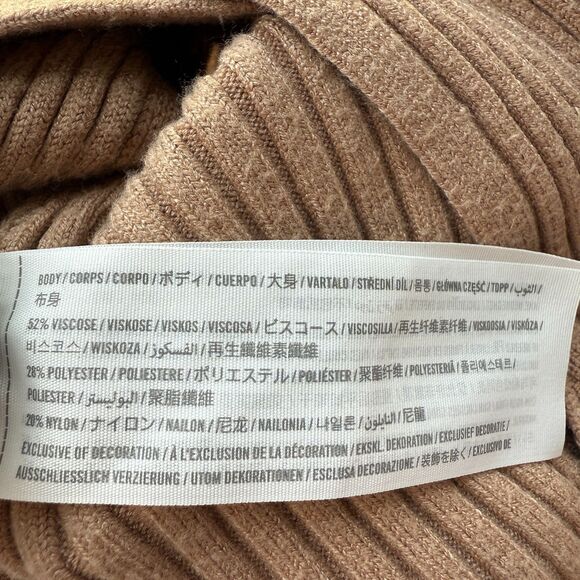 BODY / CORPS / CORPO / ボディ / CUERPO / 大身 / VARTALO / STŘEDNÍ DÍL / 몸통 / GŁÓWNA CZĘŚĆ / TOPP / الثوب /
布身
52% VISCOSE / VISKOSE / VISKOS / VISCOSA / ビスコース / VISCOSILLA / 再生纤维素纤维 / VISKOOSIA / VISKÓZA /
비스코스 / WISKOZA / الفسكوز / 再生纖維素纖維
28% POLYESTER / POLIESTERE / ポリエステル / POLIÉSTER / 聚酯纤维 / POLYESTERIÄ / 폴리에스테르 /
POLIESTER / البوليستر / 聚脂纖維
20% NYLON / ナイロン / NAILON / 尼龙 / NAILONIA / 나일론 / النايلون / 尼龍
EXCLUSIVE OF DECORATION / À L'EXCLUSION DE LA DÉCORATION / EKSKL. DEKORATION / EXCLUSIEF DECORATIE /
AUSSCHLIESSLICH VERZIERUNG / UTOM DEKORATIONEN / ESCLUSA DECORAZIONE / 装飾を除く / EXCLUSIVO DE